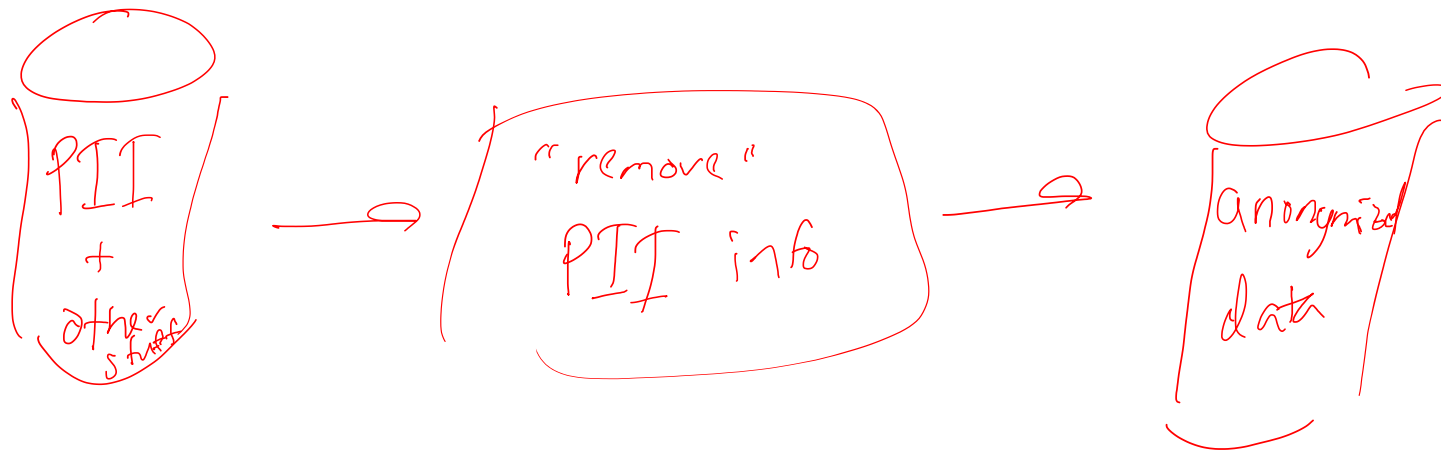 PII
+
other
stuff
"remove"
PII info
anonymized
data